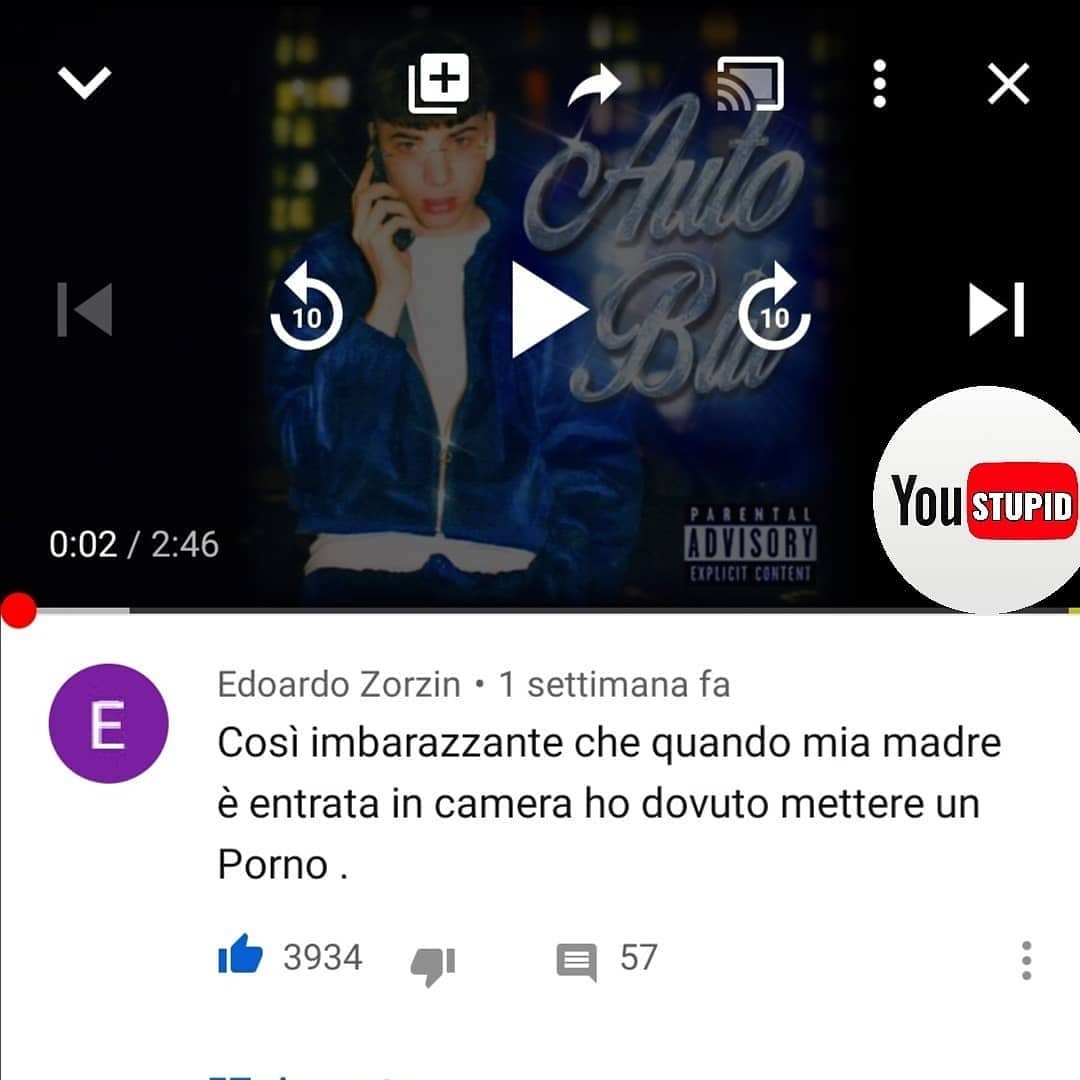 Auto
Blu
10
10
PARENTAL
ADVISORY
EXPLICIT CONTENT
You STUPID
0:02 / 2:46
E
Edoardo Zorzin • 1 settimana fa
Così imbarazzante che quando mia madre
è entrata in camera ho dovuto mettere un
Porno .
3934
57